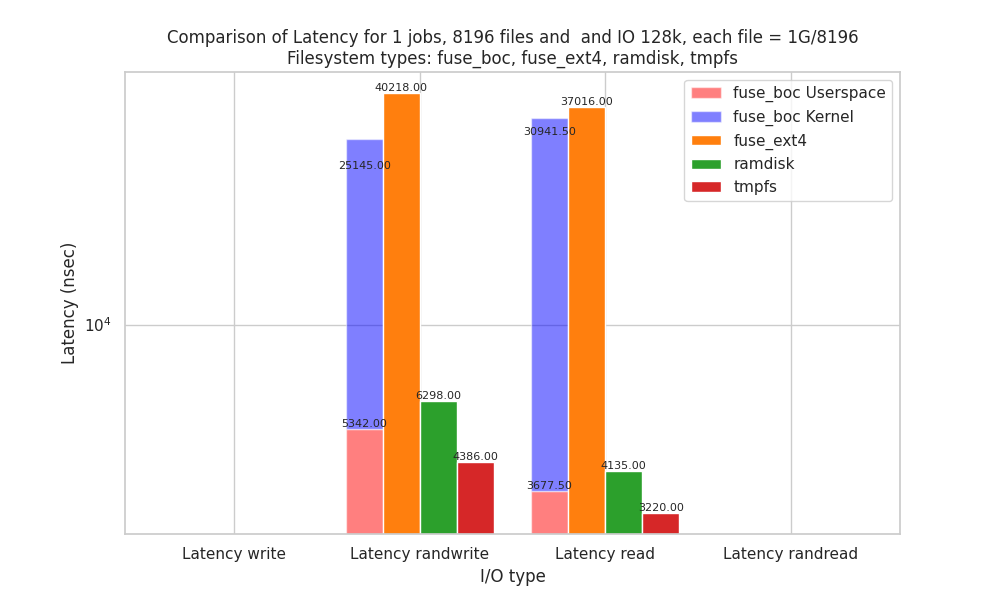 Comparison of Latency for 1 jobs, 8196 files and  and IO 128k, each file = 1G/8196
Filesystem types: fuse_boc, fuse_ext4, ramdisk, tmpfs
fuse_boc Userspace
fuse_boc Kernel
fuse_ext4
ramdisk
tmpfs
40218.00
37016.00
30941.50
25145.00
6298.00
5342.00
4386.00
4135.00
3677.50
3220.00
Latency (nsec)
10⁴
Latency write
Latency randwrite
Latency read
Latency randread
I/O type